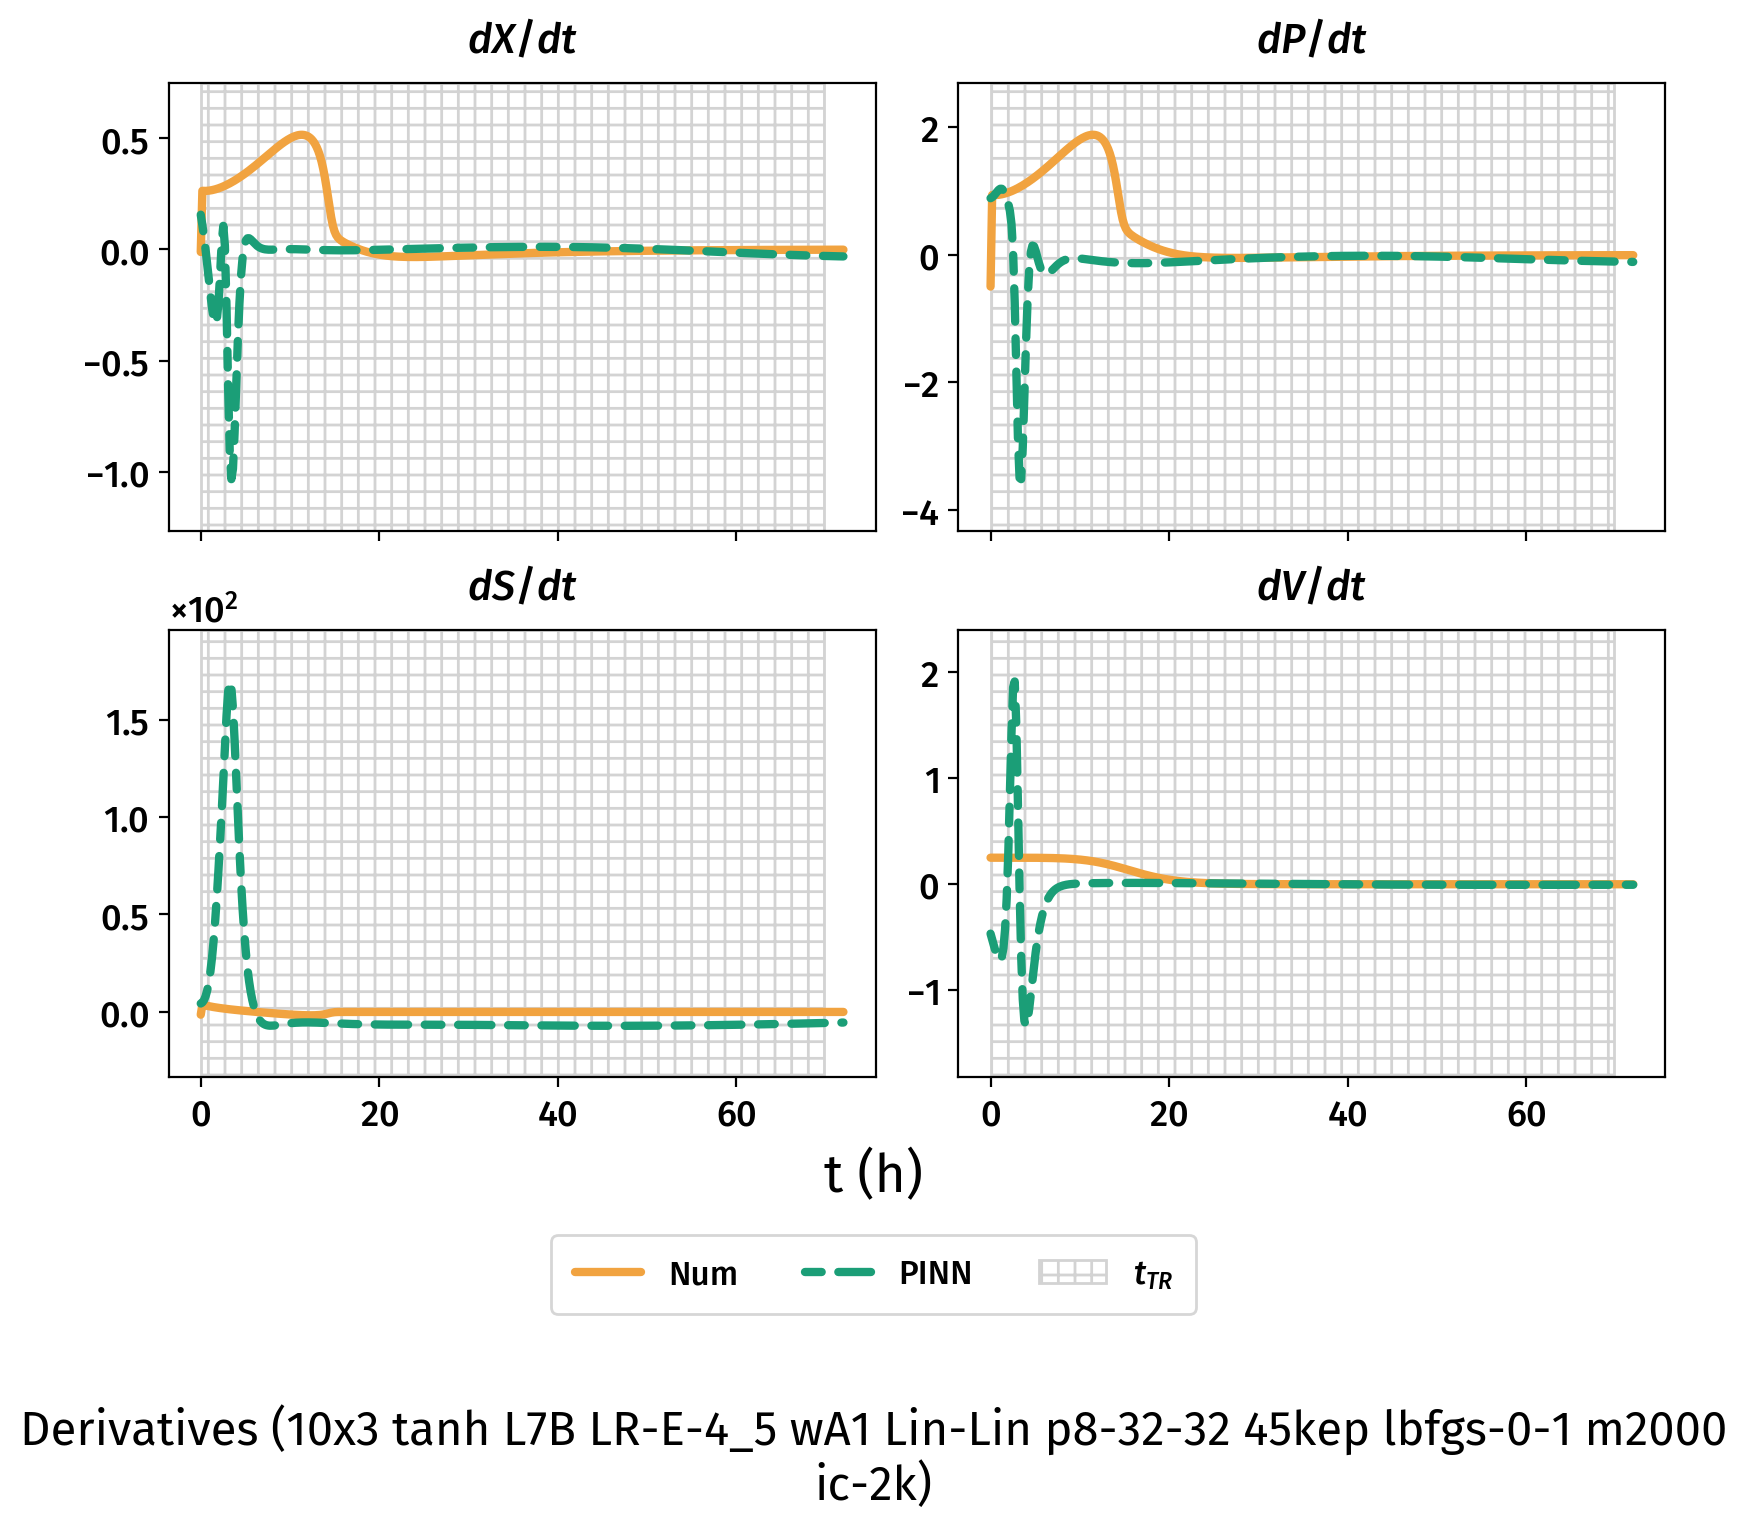 dX/dt
dP/dt
0.5
0.0
−0.5
−1.0
2
0
−2
−4
dS/dt
dV/dt
×10²
1.5
1.0
0.5
0.0
2
1
0
−1
0 20 40 60
0 20 40 60
t (h)
Num PINN t_TR
Derivatives (10x3 tanh L7B LR-E-4_5 wA1 Lin-Lin p8-32-32 45kep lbfgs-0-1 m2000
ic-2k)